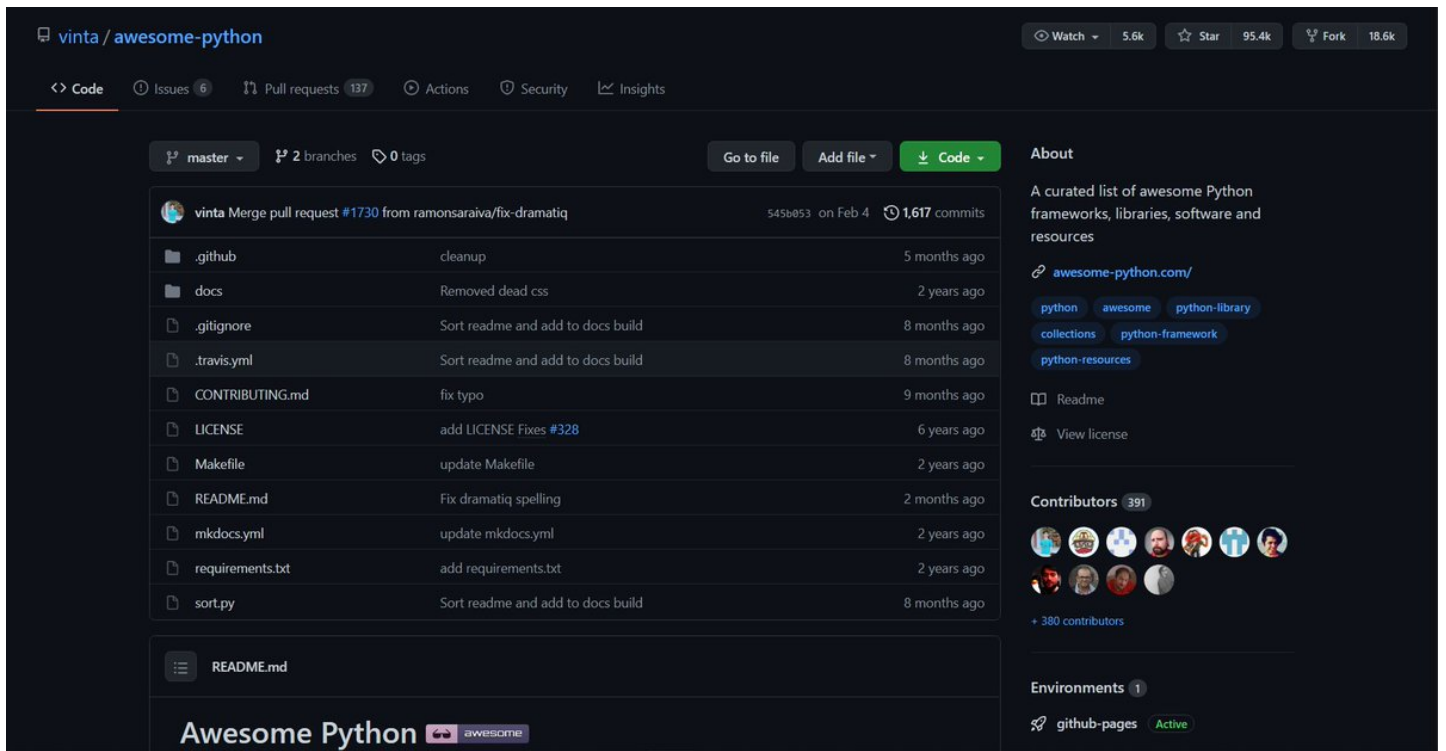 vinta / awesome-python
Watch 5.6k Star 95.4k Fork 18.6k
Code Issues 6 Pull requests 137 Actions Security Insights
master 2 branches 0 tags Go to file Add file Code
vinta Merge pull request #1730 from ramonsaraiva/fix-dramatiq 545b053 on Feb 4 1,617 commits
.github cleanup 5 months ago
docs Removed dead css 2 years ago
.gitignore Sort readme and add to docs build 8 months ago
.travis.yml Sort readme and add to docs build 8 months ago
CONTRIBUTING.md fix typo 9 months ago
LICENSE add LICENSE Fixes #328 6 years ago
Makefile update Makefile 2 years ago
README.md Fix dramatiq spelling 2 months ago
mkdocs.yml update mkdocs.yml 2 years ago
requirements.txt add requirements.txt 2 years ago
sort.py Sort readme and add to docs build 8 months ago
README.md
Awesome Python awesome
About
A curated list of awesome Python
frameworks, libraries, software and
resources
awesome-python.com/
python awesome python-library
collections python-framework
python-resources
Readme
View license
Contributors 391
+ 380 contributors
Environments 1
github-pages Active